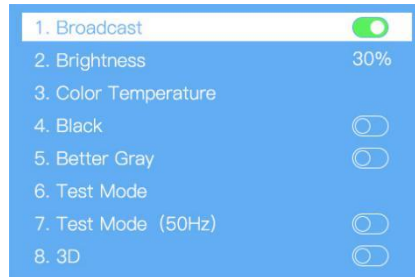 1. Broadcast
2. Brightness 30%
3. Color Temperature
4. Black
5. Better Gray
6. Test Mode
7. Test Mode (50Hz)
8. 3D